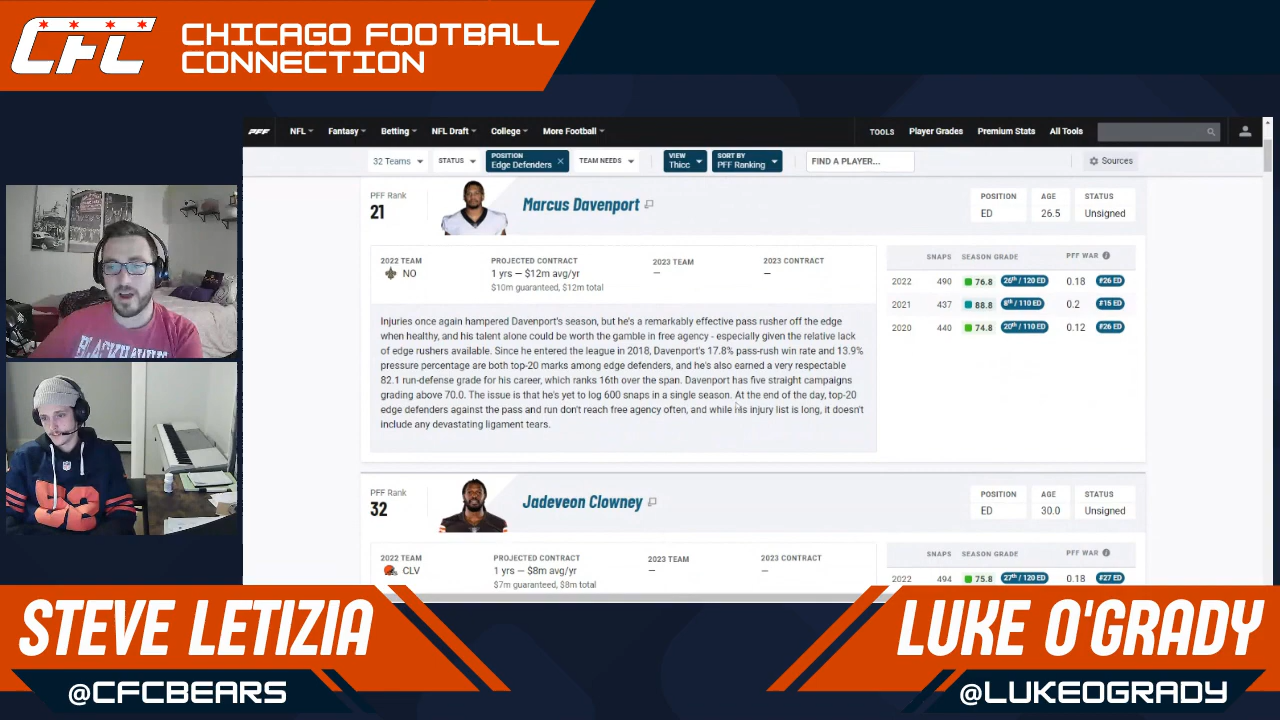 CFC
CHICAGO FOOTBALL
CONNECTION
PFF NFL Fantasy Betting NFL Draft College More Football TOOLS Player Grades Premium Stats All Tools
32 Teams STATUS POSITION Edge Defenders × TEAM NEEDS VIEW Thicc SORT BY PFF Ranking FIND A PLAYER... Sources
PFF Rank
21
Marcus Davenport
POSITION AGE STATUS
ED 26.5 Unsigned
2022 TEAM PROJECTED CONTRACT 2023 TEAM 2023 CONTRACT
NO 1 yrs — $12m avg/yr — —
$10m guaranteed, $12m total
SNAPS SEASON GRADE PFF WAR
2022 490 76.8 26th / 120 ED 0.18 #26 ED
2021 437 88.8 8th / 110 ED 0.2 #15 ED
2020 440 74.8 20th / 110 ED 0.12 #26 ED
Injuries once again hampered Davenport's season, but he's a remarkably effective pass rusher off the edge
when healthy, and his talent alone could be worth the gamble in free agency - especially given the relative lack
of edge rushers available. Since he entered the league in 2018, Davenport's 17.8% pass-rush win rate and 13.9%
pressure percentage are both top-20 marks among edge defenders, and he's also earned a very respectable
82.1 run-defense grade for his career, which ranks 16th over the span. Davenport has five straight campaigns
grading above 70.0. The issue is that he's yet to log 600 snaps in a single season. At the end of the day, top-20
edge defenders against the pass and run don't reach free agency often, and while his injury list is long, it doesn't
include any devastating ligament tears.
PFF Rank
32
Jadeveon Clowney
POSITION AGE STATUS
ED 30.0 Unsigned
2022 TEAM PROJECTED CONTRACT 2023 TEAM 2023 CONTRACT
CLV 1 yrs — $8m avg/yr — —
$7m guaranteed, $8m total
SNAPS SEASON GRADE PFF WAR
2022 494 75.8 27th / 120 ED 0.18 #27 ED
BLACKHAWKS
STEVE LETIZIA
@CFCBEARS
LUKE O'GRADY
@LUKEOGRADY